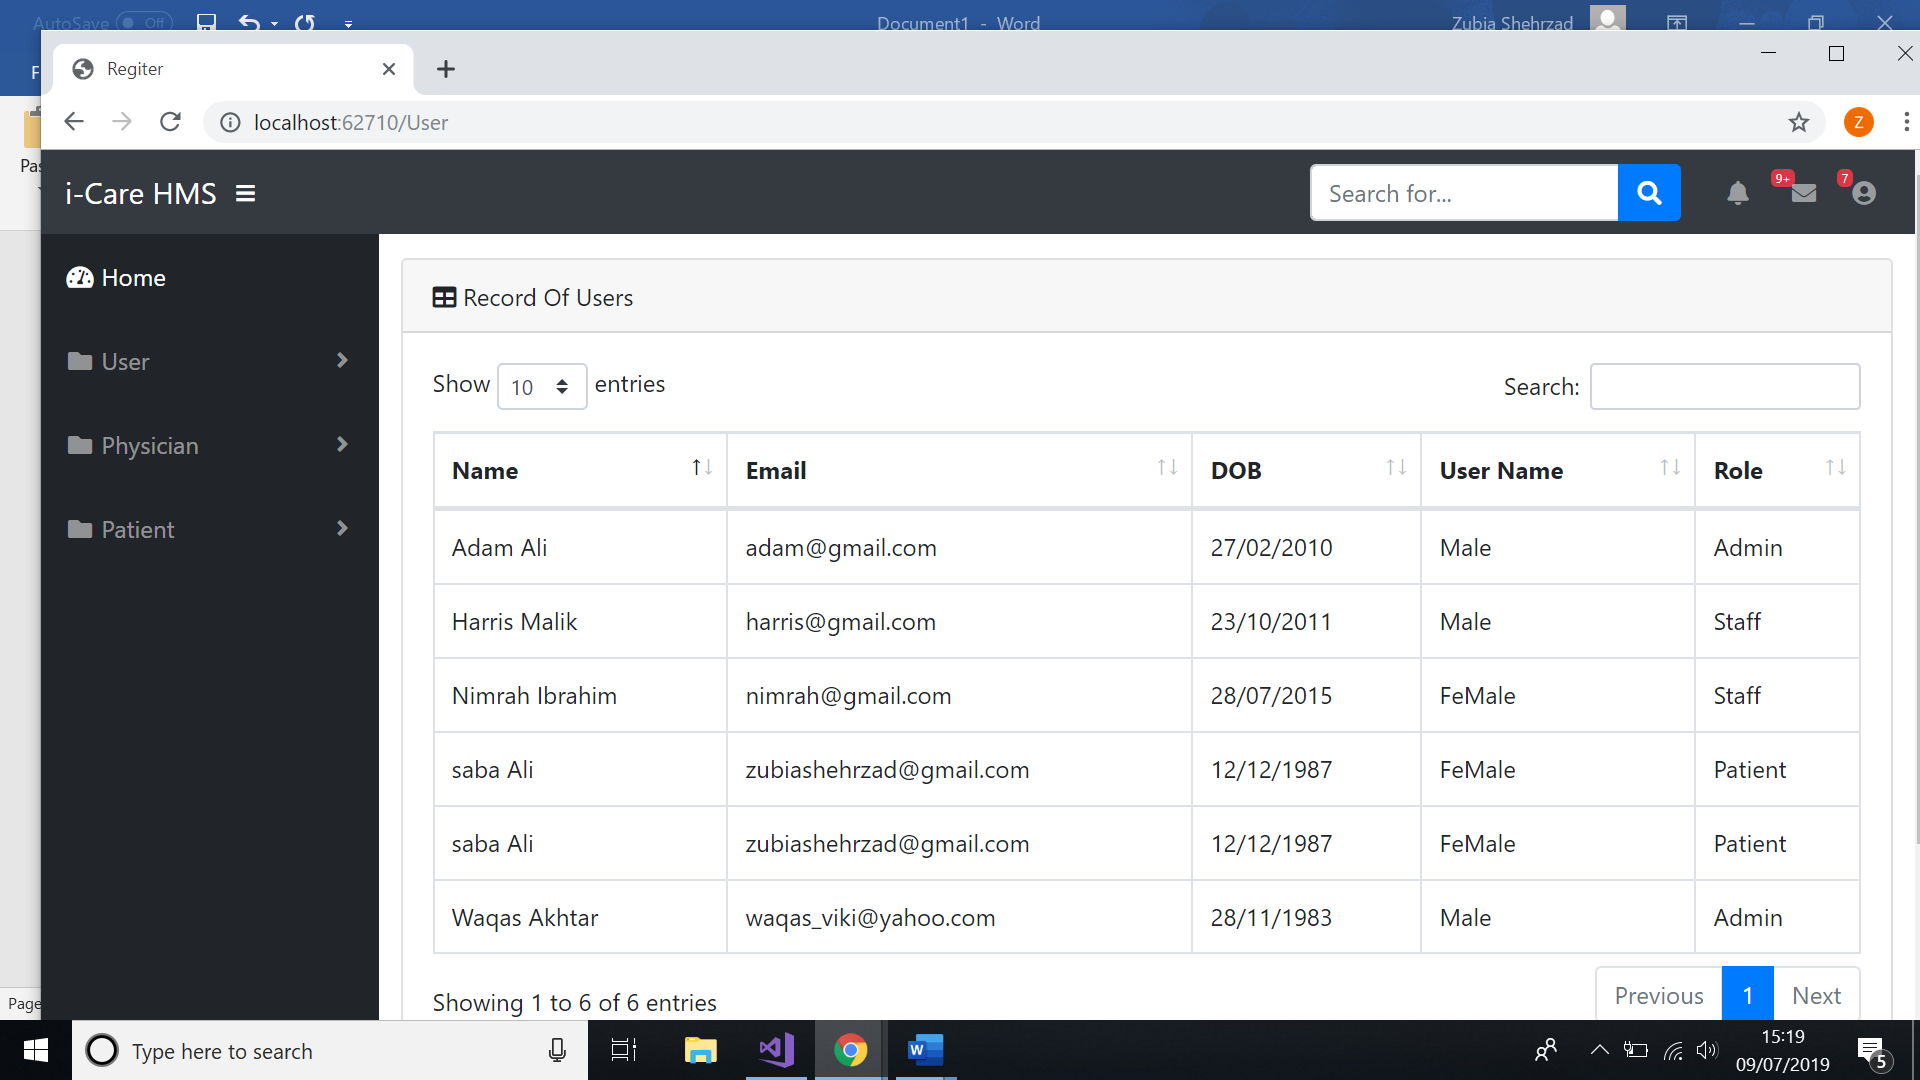 AutoSave Off
Document1 - Word
Zubia Shehrzad
F
Regiter
localhost:62710/User
Z
Pas
i-Care HMS
Search for...
9+
7
Home
User
Physician
Patient
Record Of Users
Show 10 entries
Search:
Name Email DOB User Name Role
Adam Ali adam@gmail.com 27/02/2010 Male Admin
Harris Malik harris@gmail.com 23/10/2011 Male Staff
Nimrah Ibrahim nimrah@gmail.com 28/07/2015 FeMale Staff
saba Ali zubiashehrzad@gmail.com 12/12/1987 FeMale Patient
saba Ali zubiashehrzad@gmail.com 12/12/1987 FeMale Patient
Waqas Akhtar waqas_viki@yahoo.com 28/11/1983 Male Admin
Showing 1 to 6 of 6 entries
Previous 1 Next
Page
Type here to search
W
15:19
09/07/2019
5